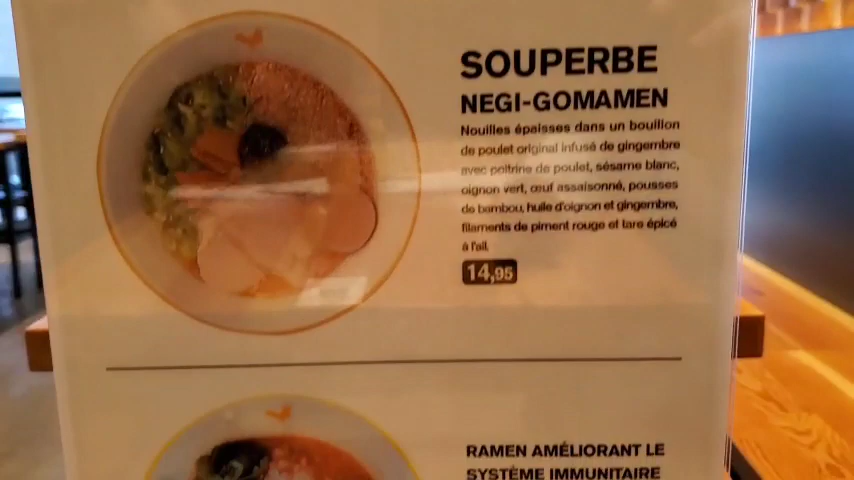 SOUPERBE
NEGI-GOMAMEN
Nouilles épaisses dans un bouillon
de poulet original infusé de gingembre
avec poitrine de poulet, sésame blanc,
oignon vert, œuf assaisonné, pousses
de bambou, huile d'oignon et gingembre,
filaments de piment rouge et tare épicé
à l'ail.
14,95
RAMEN AMÉLIORANT LE
SYSTÈME IMMUNITAIRE